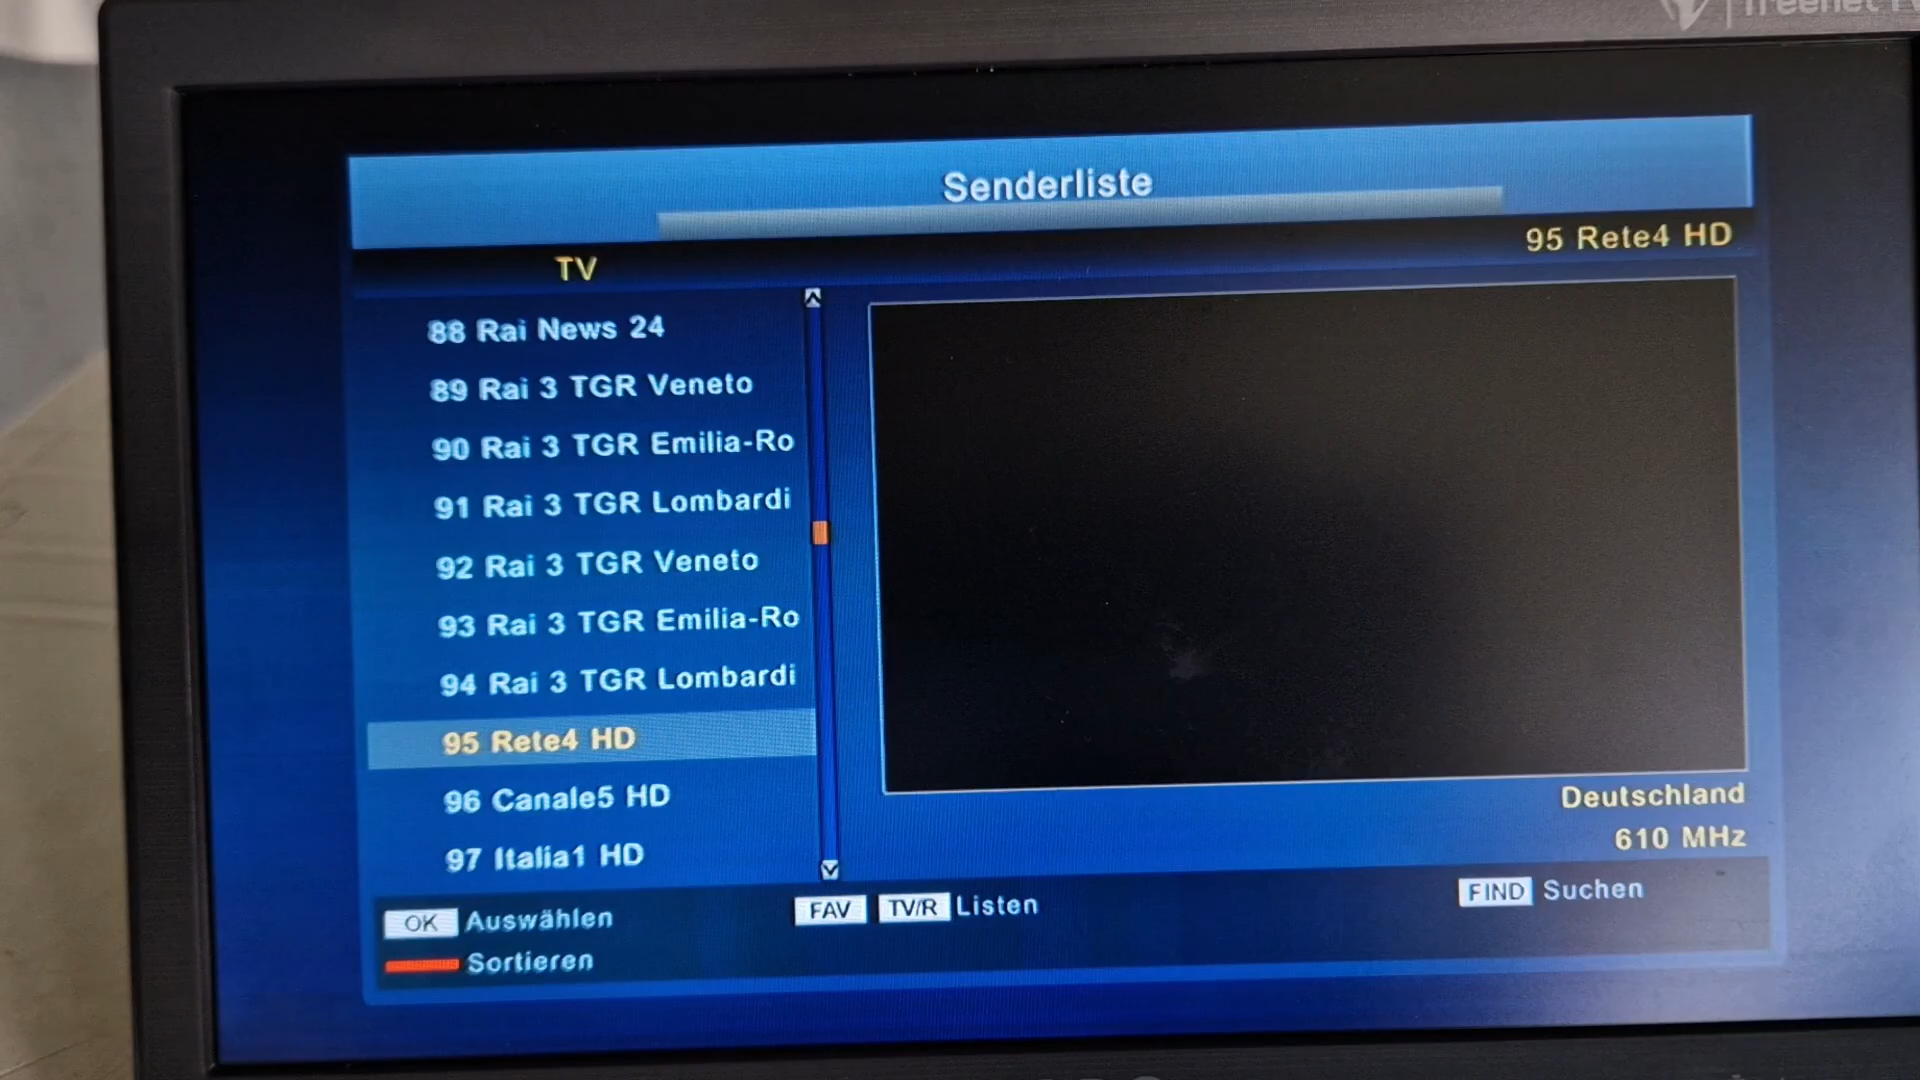 freenet TV
Senderliste
95 Rete4 HD
TV
88 Rai News 24
89 Rai 3 TGR Veneto
90 Rai 3 TGR Emilia-Ro
91 Rai 3 TGR Lombardi
92 Rai 3 TGR Veneto
93 Rai 3 TGR Emilia-Ro
94 Rai 3 TGR Lombardi
95 Rete4 HD
96 Canale5 HD
97 Italia1 HD
Deutschland
610 MHz
OK Auswählen
FAV TV/R Listen
FIND Suchen
Sortieren